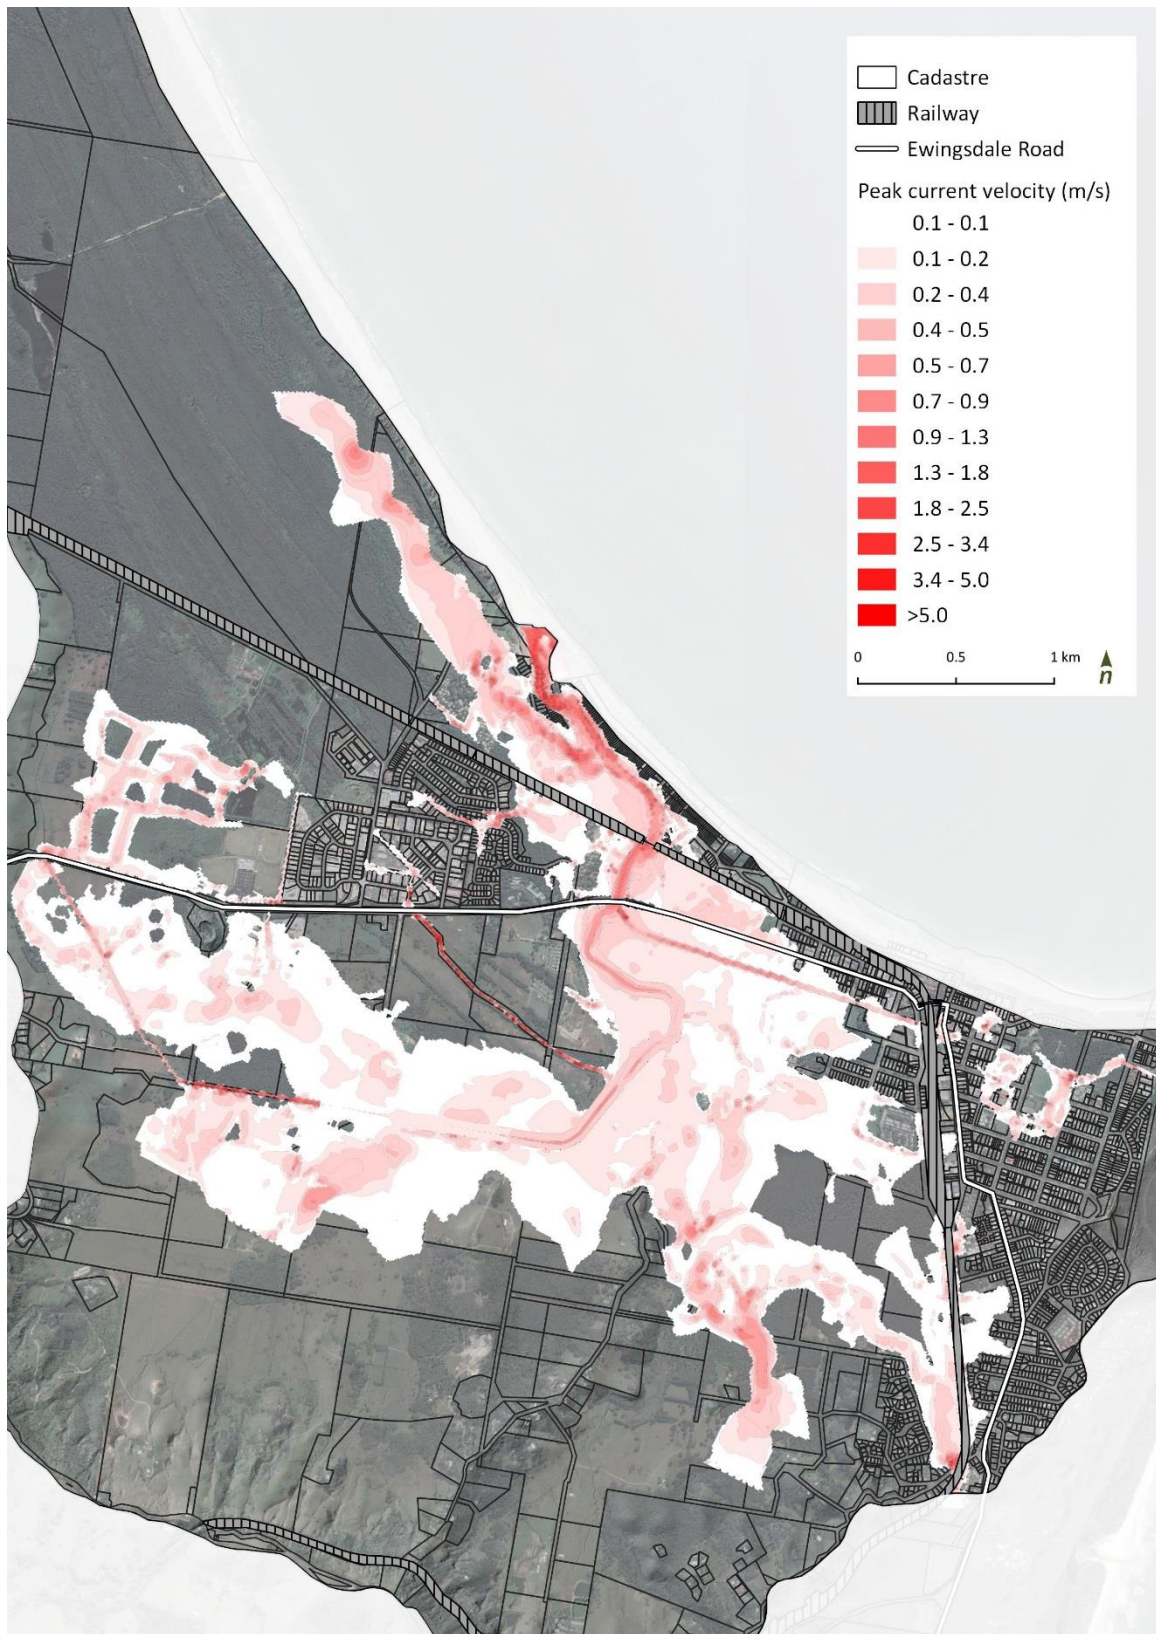 Cadastre
Railway
Ewingsdale Road
Peak current velocity (m/s)
0.1 - 0.1
0.1 - 0.2
0.2 - 0.4
0.4 - 0.5
0.5 - 0.7
0.7 - 0.9
0.9 - 1.3
1.3 - 1.8
1.8 - 2.5
2.5 - 3.4
3.4 - 5.0
>5.0
0 0.5 1 km
n